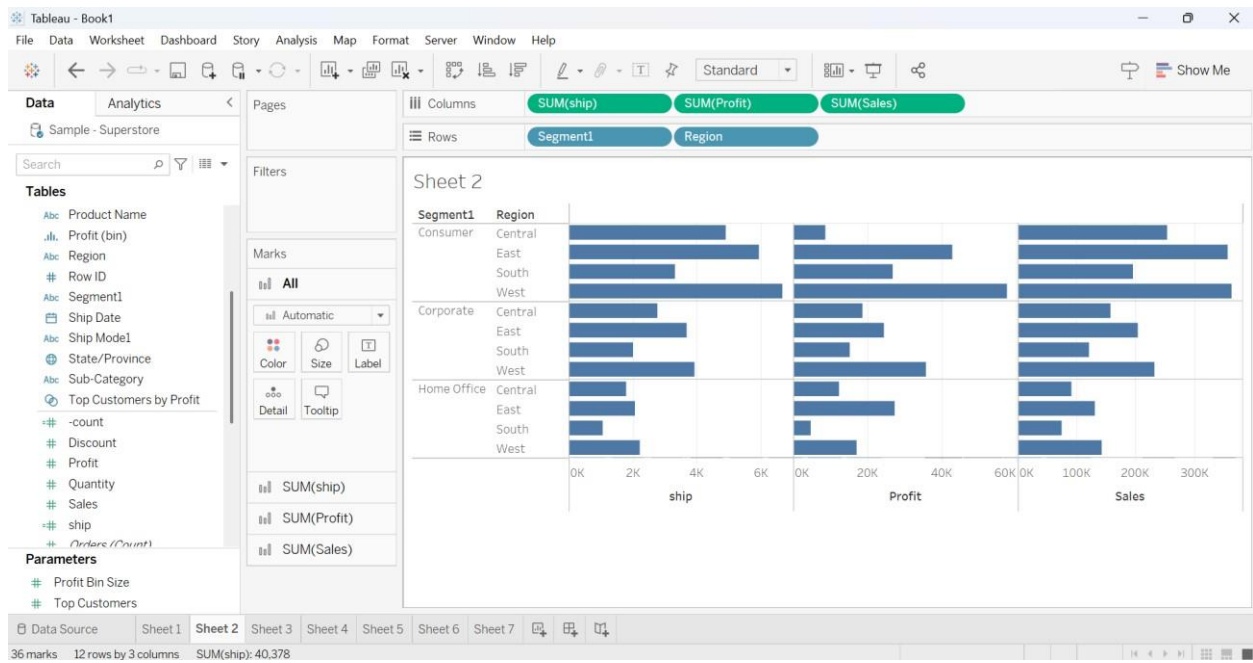 Tableau - Book1
File Data Worksheet Dashboard Story Analysis Map Format Server Window Help
Standard
Show Me
Data Analytics
Sample - Superstore
Search
Tables
Abc Product Name
Profit (bin)
Abc Region
# Row ID
Abc Segment1
Ship Date
Abc Ship Mode1
State/Province
Abc Sub-Category
Top Customers by Profit
=# -count
# Discount
# Profit
# Quantity
# Sales
=# ship
# Orders (Count)
Parameters
# Profit Bin Size
# Top Customers
Pages
Filters
Marks
All
Automatic
Color Size Label
Detail Tooltip
SUM(ship)
SUM(Profit)
SUM(Sales)
Columns SUM(ship) SUM(Profit) SUM(Sales)
Rows Segment1 Region
Sheet 2
Segment1 Region
Consumer Central
East
South
West
Corporate Central
East
South
West
Home Office Central
East
South
West
0K 2K 4K 6K 0K 20K 40K 60K 0K 100K 200K 300K
ship Profit Sales
Data Source Sheet 1 Sheet 2 Sheet 3 Sheet 4 Sheet 5 Sheet 6 Sheet 7
36 marks 12 rows by 3 columns SUM(ship): 40,378